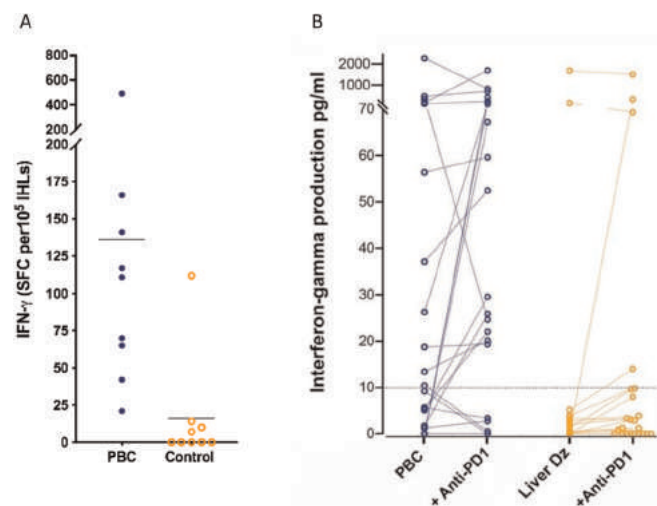 A
800
600
400
200
200
175
150
125
100
75
50
25
0
IFN-γ (SFC per10⁵ IHLs)
PBC Control
B
2000
1000
70
60
50
40
30
20
10
0
Interferon-gamma production pg/ml
PBC
+ Anti-PD1
Liver Dz
+Anti-PD1